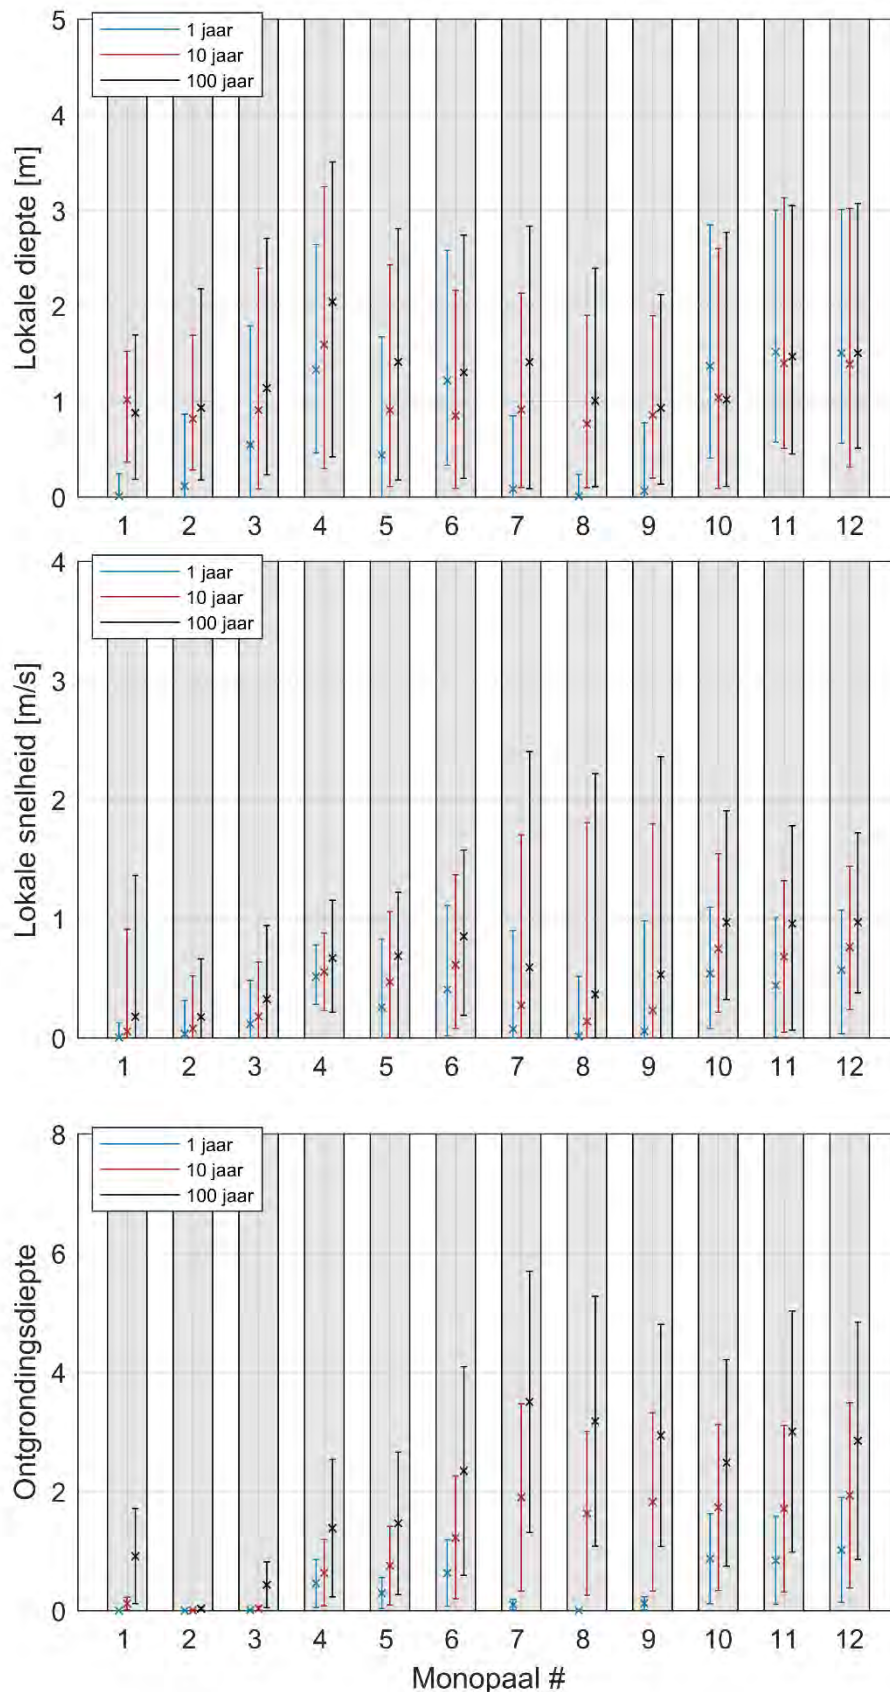 1 jaar
10 jaar
100 jaar
Lokale diepte [m]
5
4
3
2
1
0
1 2 3 4 5 6 7 8 9 10 11 12
1 jaar
10 jaar
100 jaar
Lokale snelheid [m/s]
4
3
2
1
0
1 2 3 4 5 6 7 8 9 10 11 12
1 jaar
10 jaar
100 jaar
Ontgrondingsdiepte
8
6
4
2
0
1 2 3 4 5 6 7 8 9 10 11 12
Monopaal #